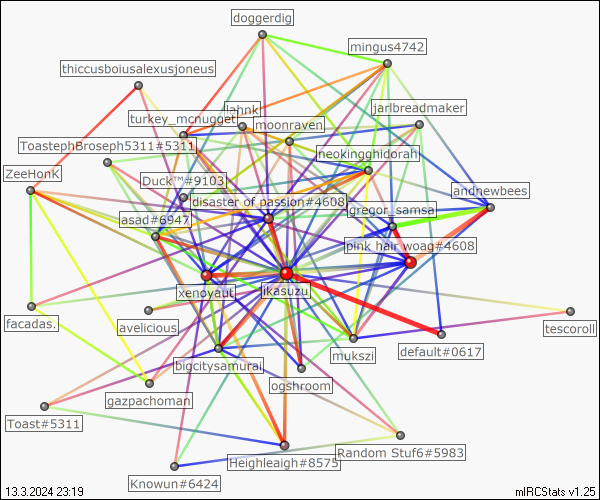 doggerdig
mingus4742
thiccusboiusalexusjoneus
lahnk
jarlbreadmaker
turkey_mcnugget
moonraven
ToastephBroseph5311#5311
neokingghidorah
ZeeHonK
Duck™#9103
andnewbees
disaster of passion#4608
gregor_samsa
asad#6947
pink hair woag#4608
xenoyaut
ikasuzu
facadas.
avelicious
tescoroll
mukszi
default#0617
bigcitysamurai
ogshroom
gazpachoman
Toast#5311
Random Stuf6#5983
Heighleaigh#8575
Knowun#6424
13.3.2024 23:19
mIRCStats v1.25